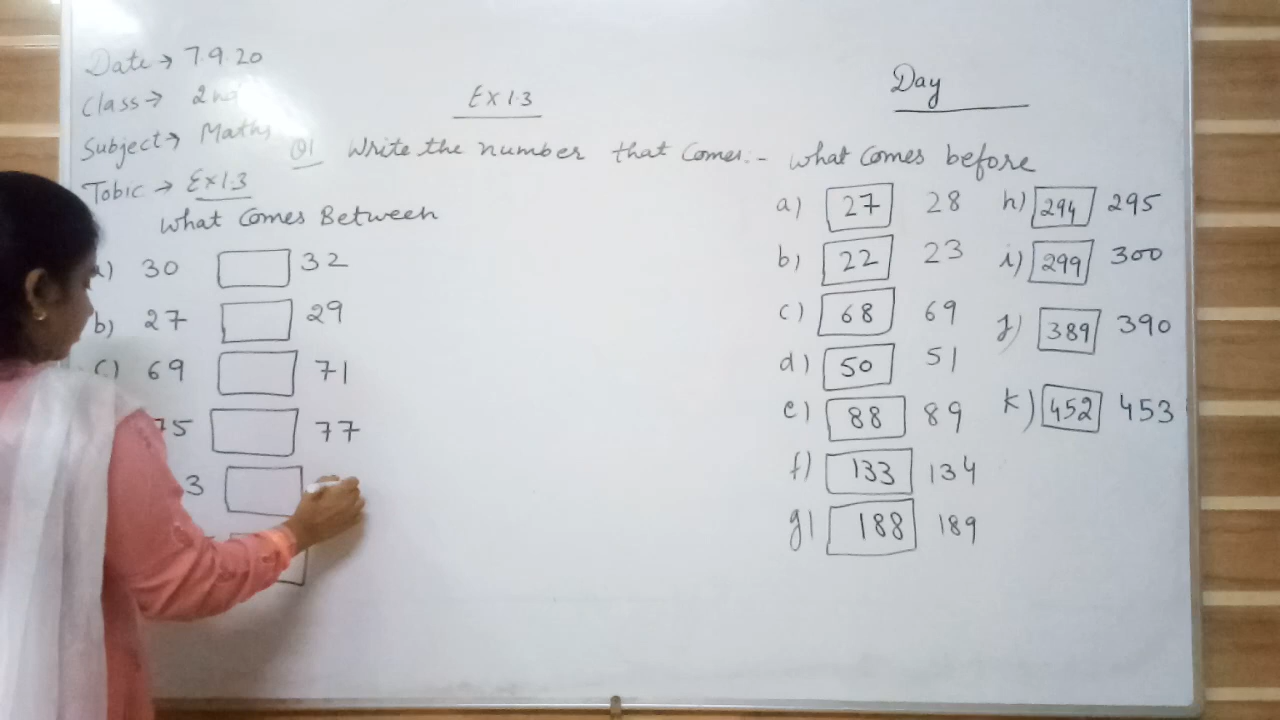 Date → 7.9.20
Class → 2nd
Subject → Maths
Tobic → Ex 1.3
Ex 1.3
Day
Q1 Write the number that comes:-
What comes Between
a) 30 32
b) 27 29
c) 69 71
75 77
3
What comes before
a) 27 28
b) 22 23
c) 68 69
d) 50 51
e) 88 89
f) 133 134
g) 188 189
h) 294 295
i) 299 300
j) 389 390
k) 452 453